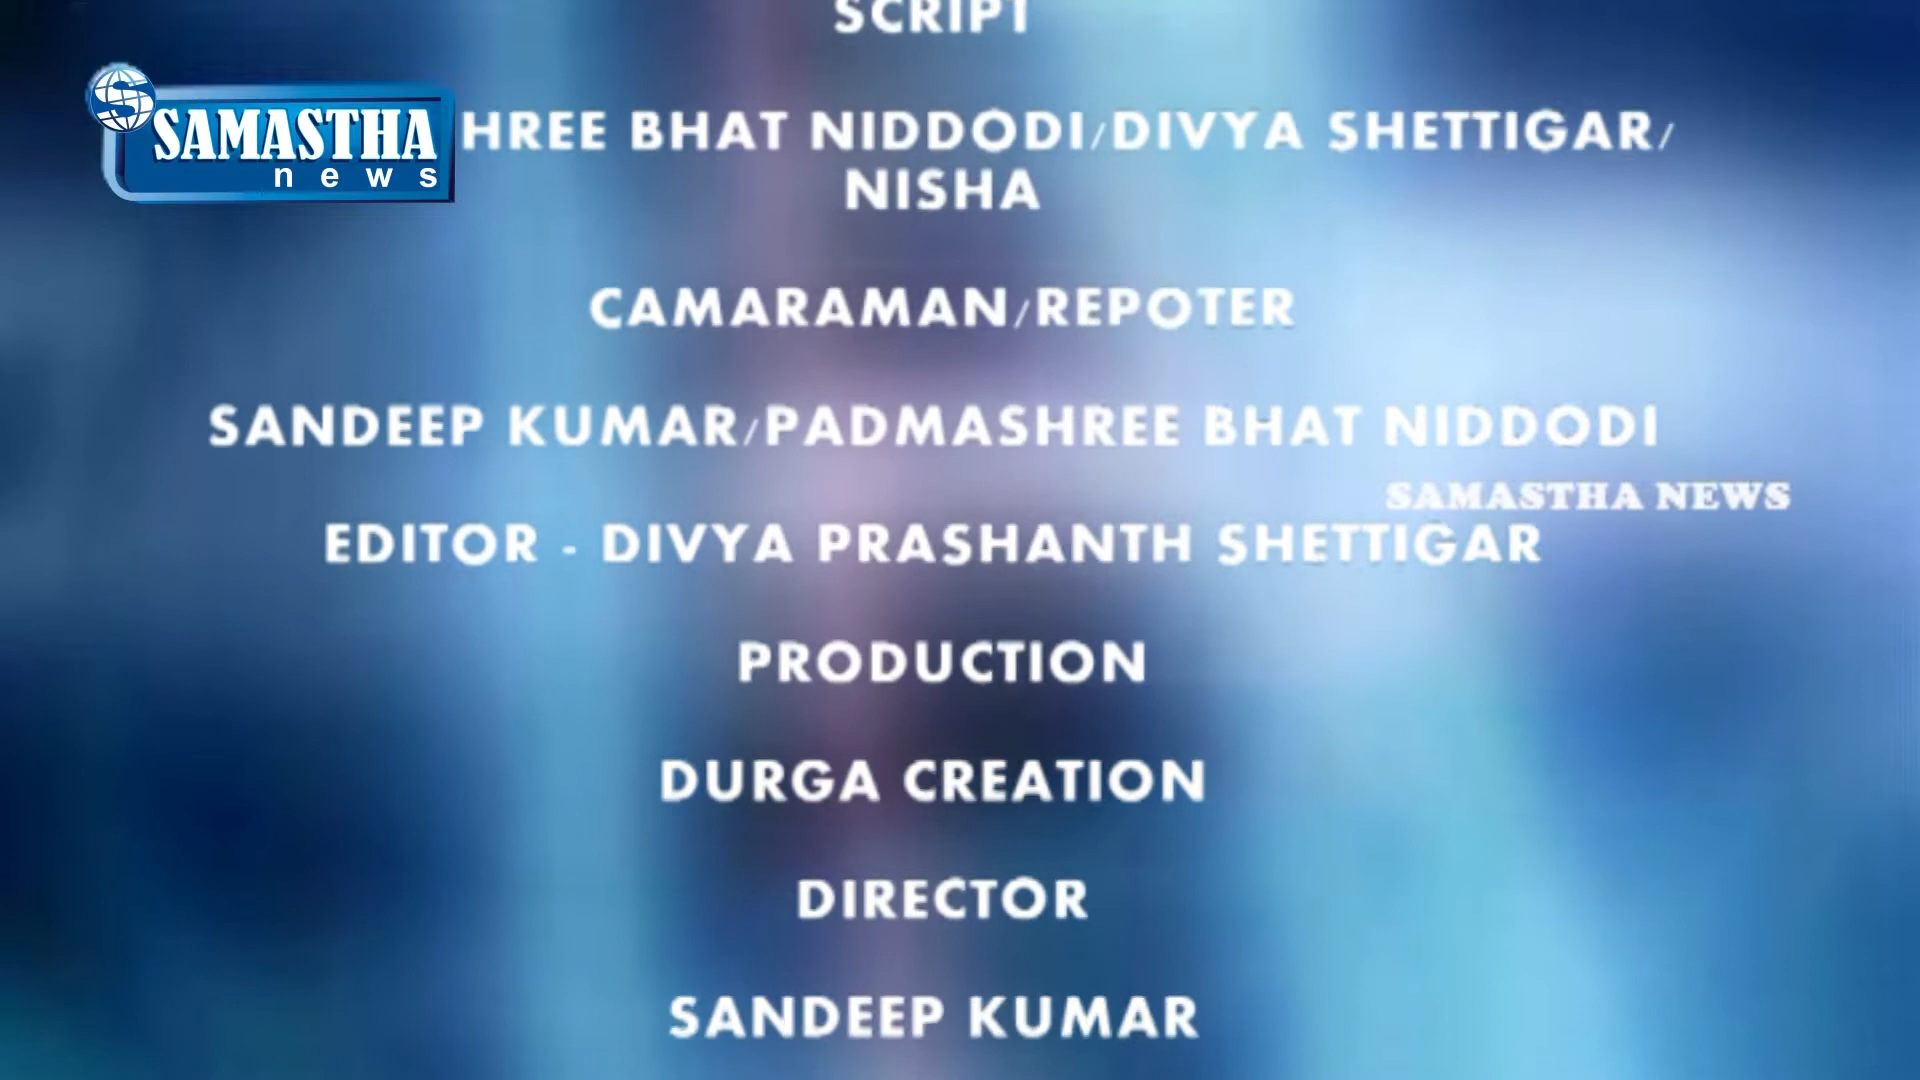 SCRIPT
SAMASTHA
news
HREE BHAT NIDDODI/DIVYA SHETTIGAR/
NISHA
CAMARAMAN/REPOTER
SANDEEP KUMAR/PADMASHREE BHAT NIDDODI
SAMASTHA NEWS
EDITOR - DIVYA PRASHANTH SHETTIGAR
PRODUCTION
DURGA CREATION
DIRECTOR
SANDEEP KUMAR